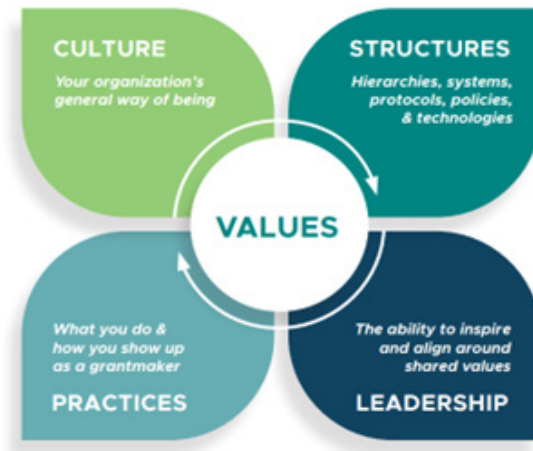 CULTURE
Your organization's
general way of being
STRUCTURES
Hierarchies, systems,
protocols, policies,
& technologies
VALUES
What you do &
how you show up
as a grantmaker
PRACTICES
The ability to inspire
and align around
shared values
LEADERSHIP